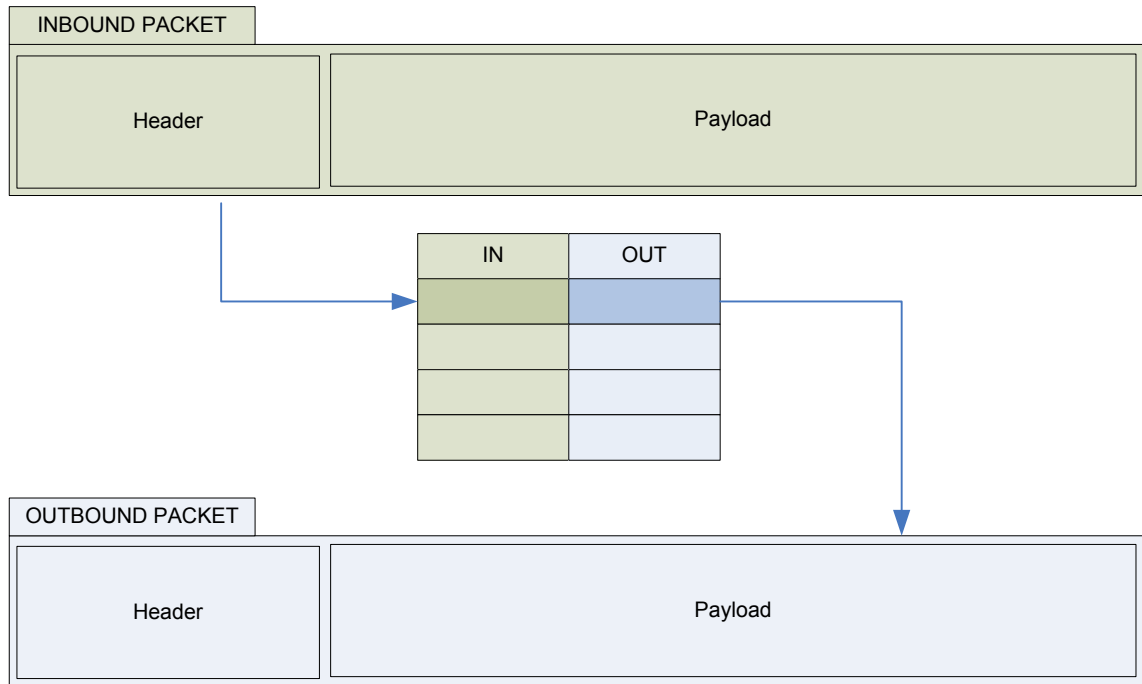 INBOUND PACKET
Header
Payload
IN
OUT
OUTBOUND PACKET
Header
Payload